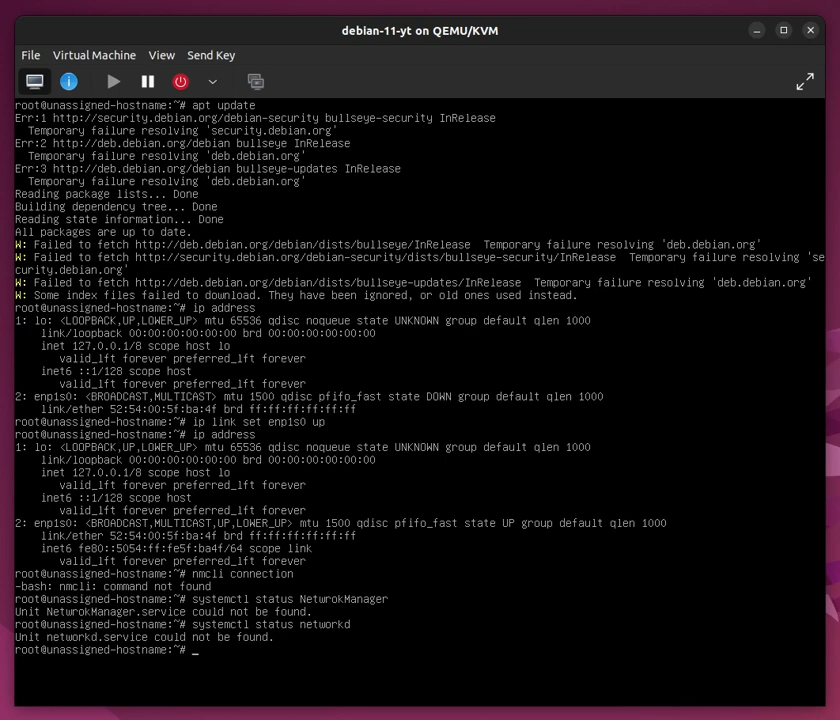 debian-11-yt on QEMU/KVM
File Virtual Machine View Send Key
root@unassigned-hostname:~# apt update
Err:1 http://security.debian.org/debian-security bullseye-security InRelease
  Temporary failure resolving 'security.debian.org'
Err:2 http://deb.debian.org/debian bullseye InRelease
  Temporary failure resolving 'deb.debian.org'
Err:3 http://deb.debian.org/debian bullseye-updates InRelease
  Temporary failure resolving 'deb.debian.org'
Reading package lists... Done
Building dependency tree... Done
Reading state information... Done
All packages are up to date.
W: Failed to fetch http://deb.debian.org/debian/dists/bullseye/InRelease  Temporary failure resolving 'deb.debian.org'
W: Failed to fetch http://security.debian.org/debian-security/dists/bullseye-security/InRelease  Temporary failure resolving 'se
curity.debian.org'
W: Failed to fetch http://deb.debian.org/debian/dists/bullseye-updates/InRelease  Temporary failure resolving 'deb.debian.org'
W: Some index files failed to download. They have been ignored, or old ones used instead.
root@unassigned-hostname:~# ip address
1: lo: <LOOPBACK,UP,LOWER_UP> mtu 65536 qdisc noqueue state UNKNOWN group default qlen 1000
    link/loopback 00:00:00:00:00:00 brd 00:00:00:00:00:00
    inet 127.0.0.1/8 scope host lo
       valid_lft forever preferred_lft forever
    inet6 ::1/128 scope host
       valid_lft forever preferred_lft forever
2: enp1s0: <BROADCAST,MULTICAST> mtu 1500 qdisc pfifo_fast state DOWN group default qlen 1000
    link/ether 52:54:00:5f:ba:4f brd ff:ff:ff:ff:ff:ff
root@unassigned-hostname:~# ip link set enp1s0 up
root@unassigned-hostname:~# ip address
1: lo: <LOOPBACK,UP,LOWER_UP> mtu 65536 qdisc noqueue state UNKNOWN group default qlen 1000
    link/loopback 00:00:00:00:00:00 brd 00:00:00:00:00:00
    inet 127.0.0.1/8 scope host lo
       valid_lft forever preferred_lft forever
    inet6 ::1/128 scope host
       valid_lft forever preferred_lft forever
2: enp1s0: <BROADCAST,MULTICAST,UP,LOWER_UP> mtu 1500 qdisc pfifo_fast state UP group default qlen 1000
    link/ether 52:54:00:5f:ba:4f brd ff:ff:ff:ff:ff:ff
    inet6 fe80::5054:ff:fe5f:ba4f/64 scope link
       valid_lft forever preferred_lft forever
root@unassigned-hostname:~# nmcli connection
-bash: nmcli: command not found
root@unassigned-hostname:~# systemctl status NetwrokManager
Unit NetwrokManager.service could not be found.
root@unassigned-hostname:~# systemctl status networkd
Unit networkd.service could not be found.
root@unassigned-hostname:~# _